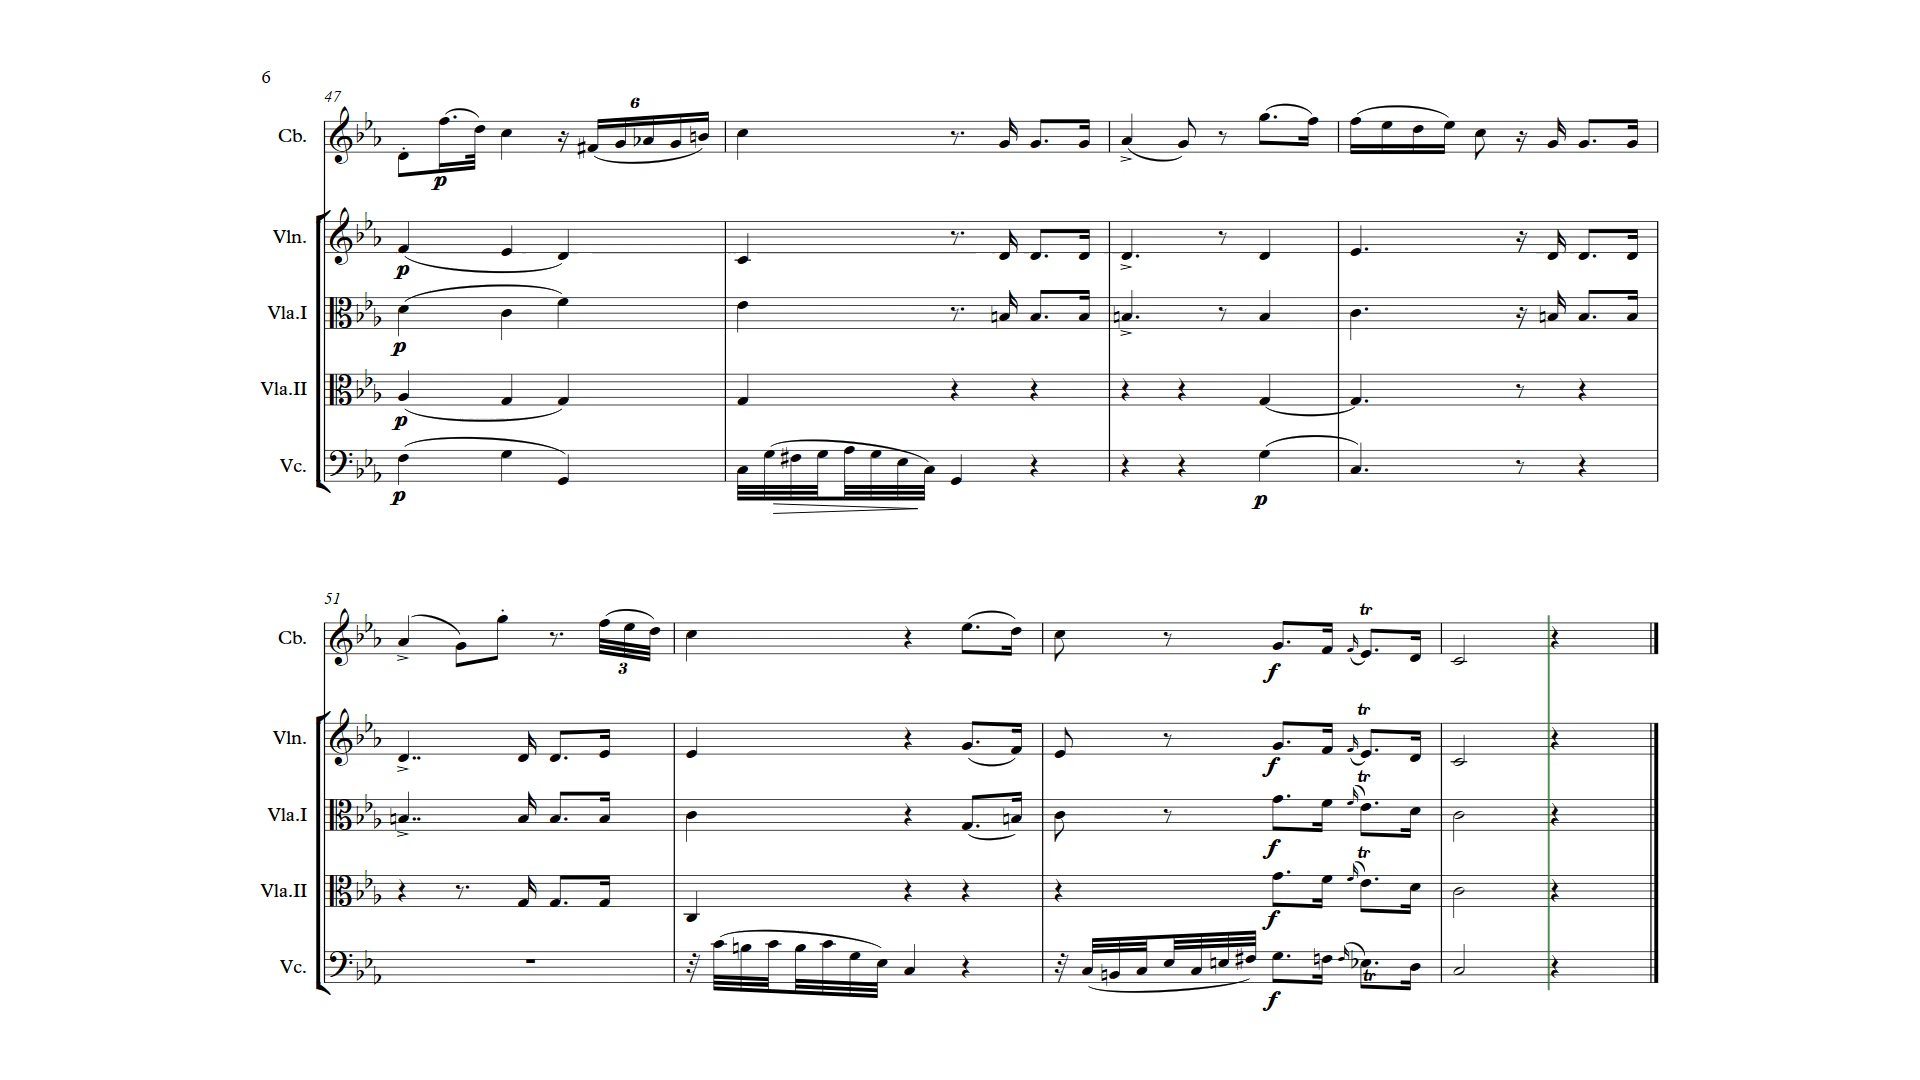 6
47
6
Cb.
p
Vln.
p
Vla.I
p
Vla.II
p
Vc.
p
p
51
tr
Cb.
3
f
tr
Vln.
f
tr
Vla.I
f
tr
Vla.II
f
Vc.
tr
f